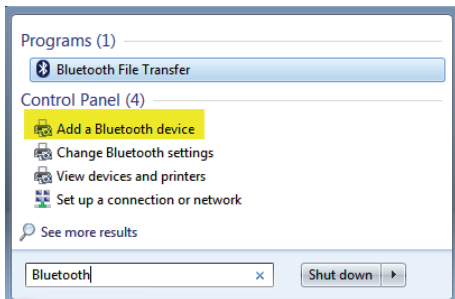 Programs (1)
Bluetooth File Transfer
Control Panel (4)
Add a Bluetooth device
Change Bluetooth settings
View devices and printers
Set up a connection or network
See more results
Bluetooth
Shut down